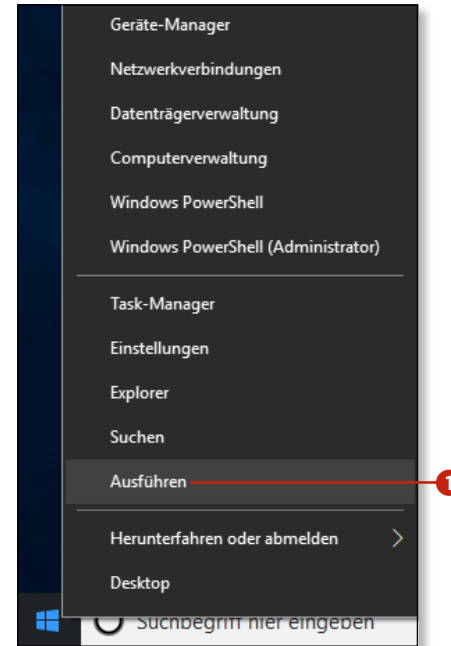 Geräte-Manager
Netzwerkverbindungen
Datenträgerverwaltung
Computerverwaltung
Windows PowerShell
Windows PowerShell (Administrator)
Task-Manager
Einstellungen
Explorer
Suchen
Ausführen 1
Herunterfahren oder abmelden
Desktop
Suchbegriff hier eingeben